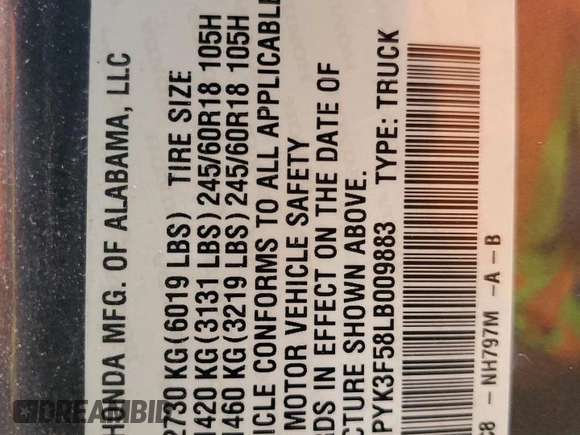 HONDA MFG. OF ALABAMA, LLC
2730 KG(6019 LBS) TIRE SIZE
1420 KG(3131 LBS) 245/60R18 105H
1460 KG(3219 LBS) 245/60R18 105H
ICLE CONFORMS TO ALL APPLICABLE
MOTOR VEHICLE SAFETY
RDS IN EFFECT ON THE DATE OF
CTURE SHOWN ABOVE.
PYK3F58LB009883 TYPE: TRUCK
C8 - NH797M -A-B
DREAMBID